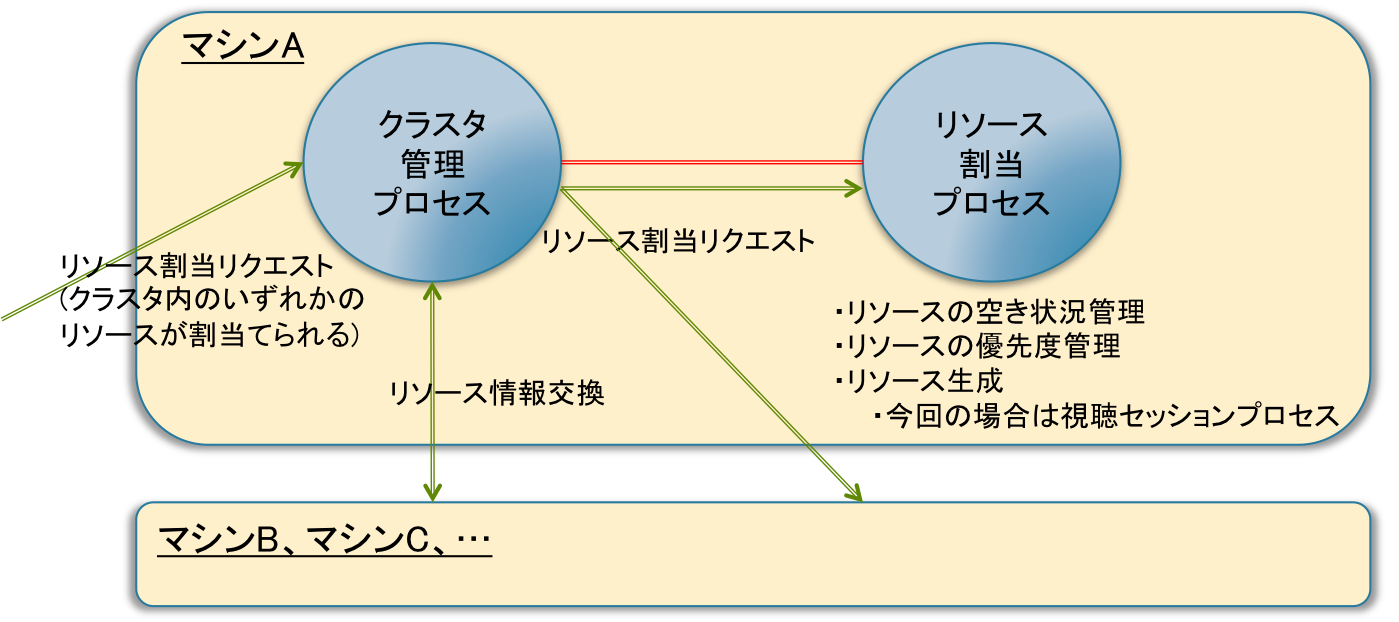 マシンA
クラスタ
管理
プロセス
リソース
割当
プロセス
リソース割当リクエスト
リソース割当リクエスト
(クラスタ内のいずれかの
リソースが割当てられる)
・リソースの空き状況管理
・リソースの優先度管理
・リソース生成
・今回の場合は視聴セッションプロセス
リソース情報交換
マシンB、マシンC、…